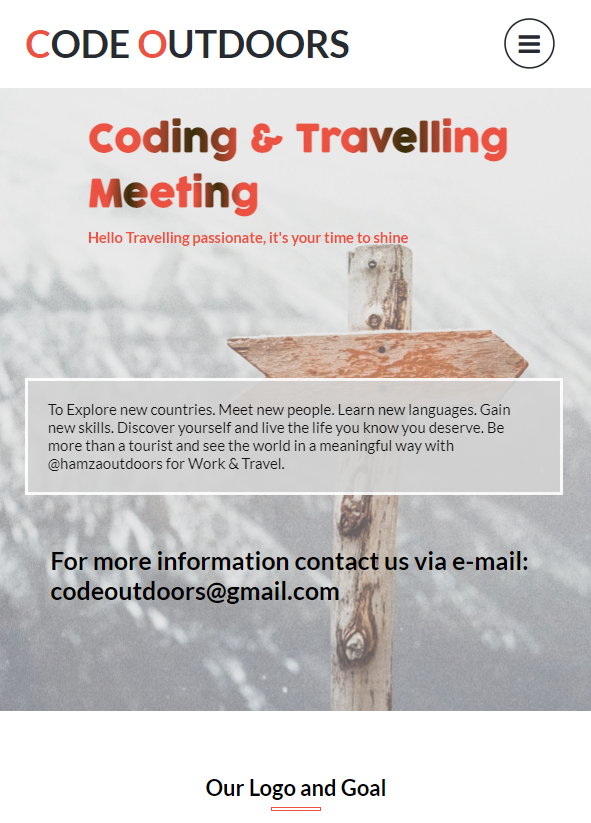 CODE OUTDOORS
Coding & Travelling
Meeting
Hello Travelling passionate, it's your time to shine
To Explore new countries. Meet new people. Learn new languages. Gain
new skills. Discover yourself and live the life you know you deserve. Be
more than a tourist and see the world in a meaningful way with
@hamzaoutdoors for Work & Travel.
For more information contact us via e-mail:
codeoutdoors@gmail.com
Our Logo and Goal